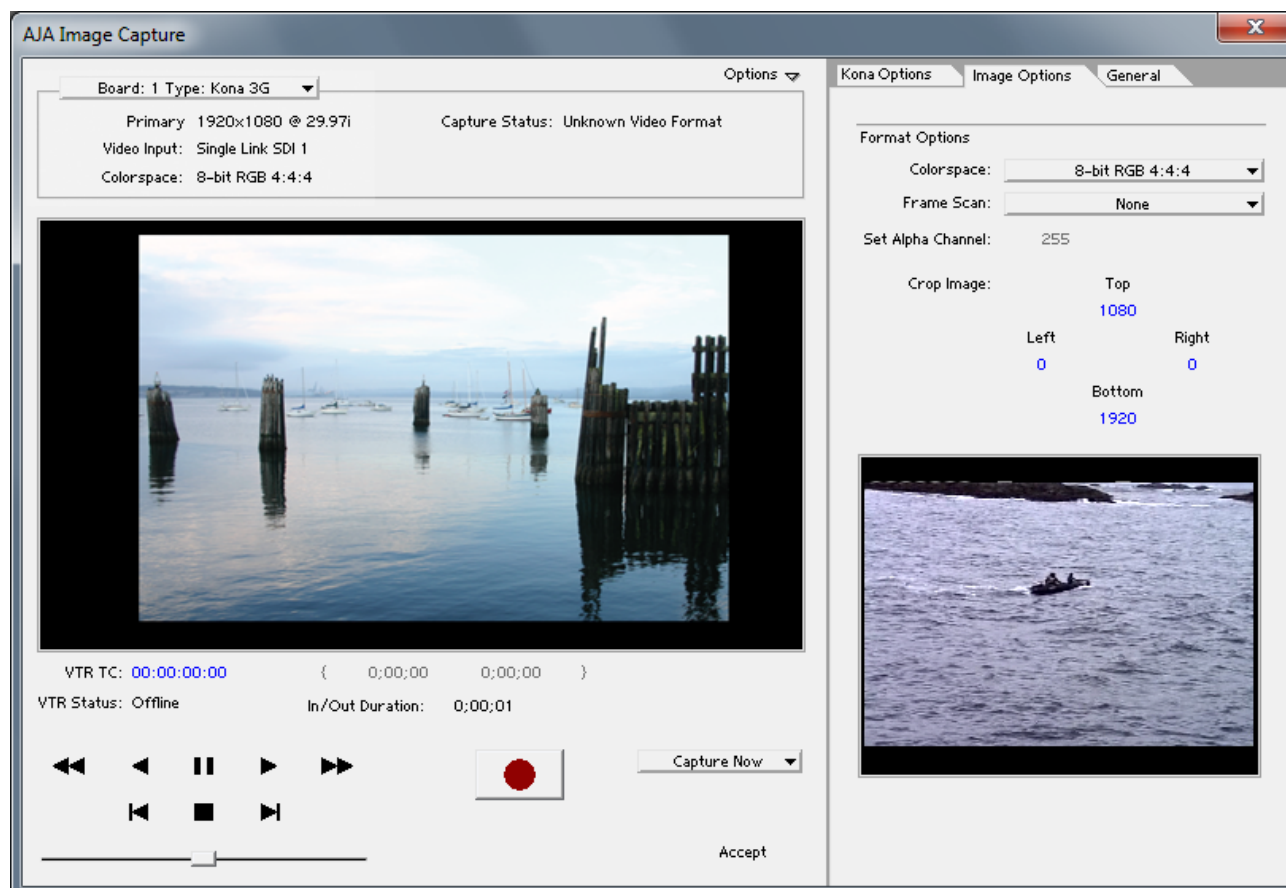 AJA Image Capture
X
Options
Board: 1 Type: Kona 3G
Primary 1920x1080 @ 29.97i
Capture Status: Unknown Video Format
Video Input: Single Link SDI 1
Colorspace: 8-bit RGB 4:4:4
VTR TC: 00:00:00:00 { 0;00;00 0;00;00 }
VTR Status: Offline
In/Out Duration: 0;00;01
Capture Now
Accept
Kona Options Image Options General
Format Options
Colorspace: 8-bit RGB 4:4:4
Frame Scan: None
Set Alpha Channel: 255
Crop Image: Top
1080
Left Right
0 0
Bottom
1920